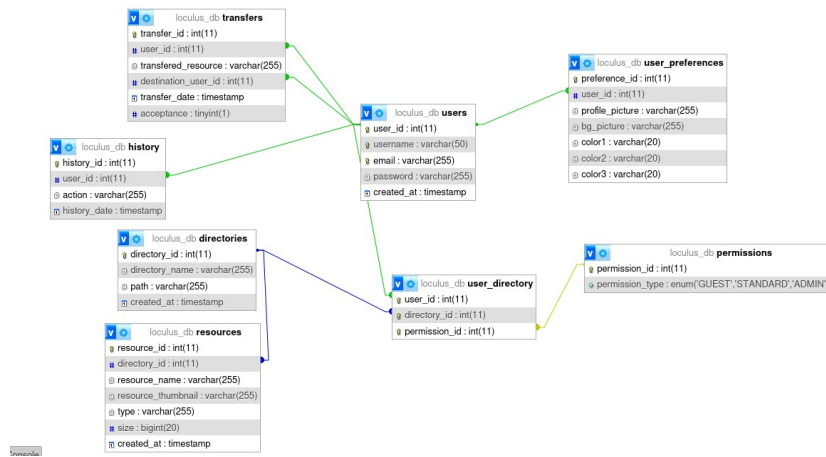 loculus_db transfers
transfer_id : int(11)
user_id : int(11)
transfered_resource : varchar(255)
destination_user_id : int(11)
transfer_date : timestamp
acceptance : tinyint(1)
loculus_db user_preferences
preference_id : int(11)
user_id : int(11)
profile_picture : varchar(255)
bg_picture : varchar(255)
color1 : varchar(20)
color2 : varchar(20)
color3 : varchar(20)
loculus_db users
user_id : int(11)
username : varchar(50)
email : varchar(255)
password : varchar(255)
created_at : timestamp
loculus_db history
history_id : int(11)
user_id : int(11)
action : varchar(255)
history_date : timestamp
loculus_db directories
directory_id : int(11)
directory_name : varchar(255)
path : varchar(255)
created_at : timestamp
loculus_db permissions
permission_id : int(11)
permission_type : enum('GUEST','STANDARD','ADMIN'
loculus_db user_directory
user_id : int(11)
directory_id : int(11)
permission_id : int(11)
loculus_db resources
resource_id : int(11)
directory_id : int(11)
resource_name : varchar(255)
resource_thumbnail : varchar(255)
type : varchar(255)
size : bigint(20)
created_at : timestamp
Console